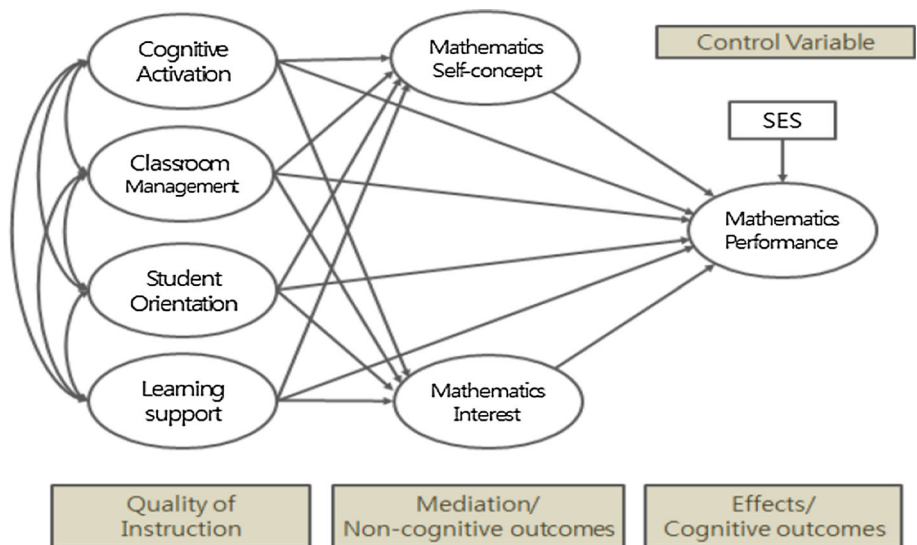 Cognitive
Activation
Classroom
Management
Student
Orientation
Learning
support
Mathematics
Self-concept
Mathematics
Interest
Control Variable
SES
Mathematics
Performance
Quality of
Instruction
Mediation/
Non-cognitive outcomes
Effects/
Cognitive outcomes